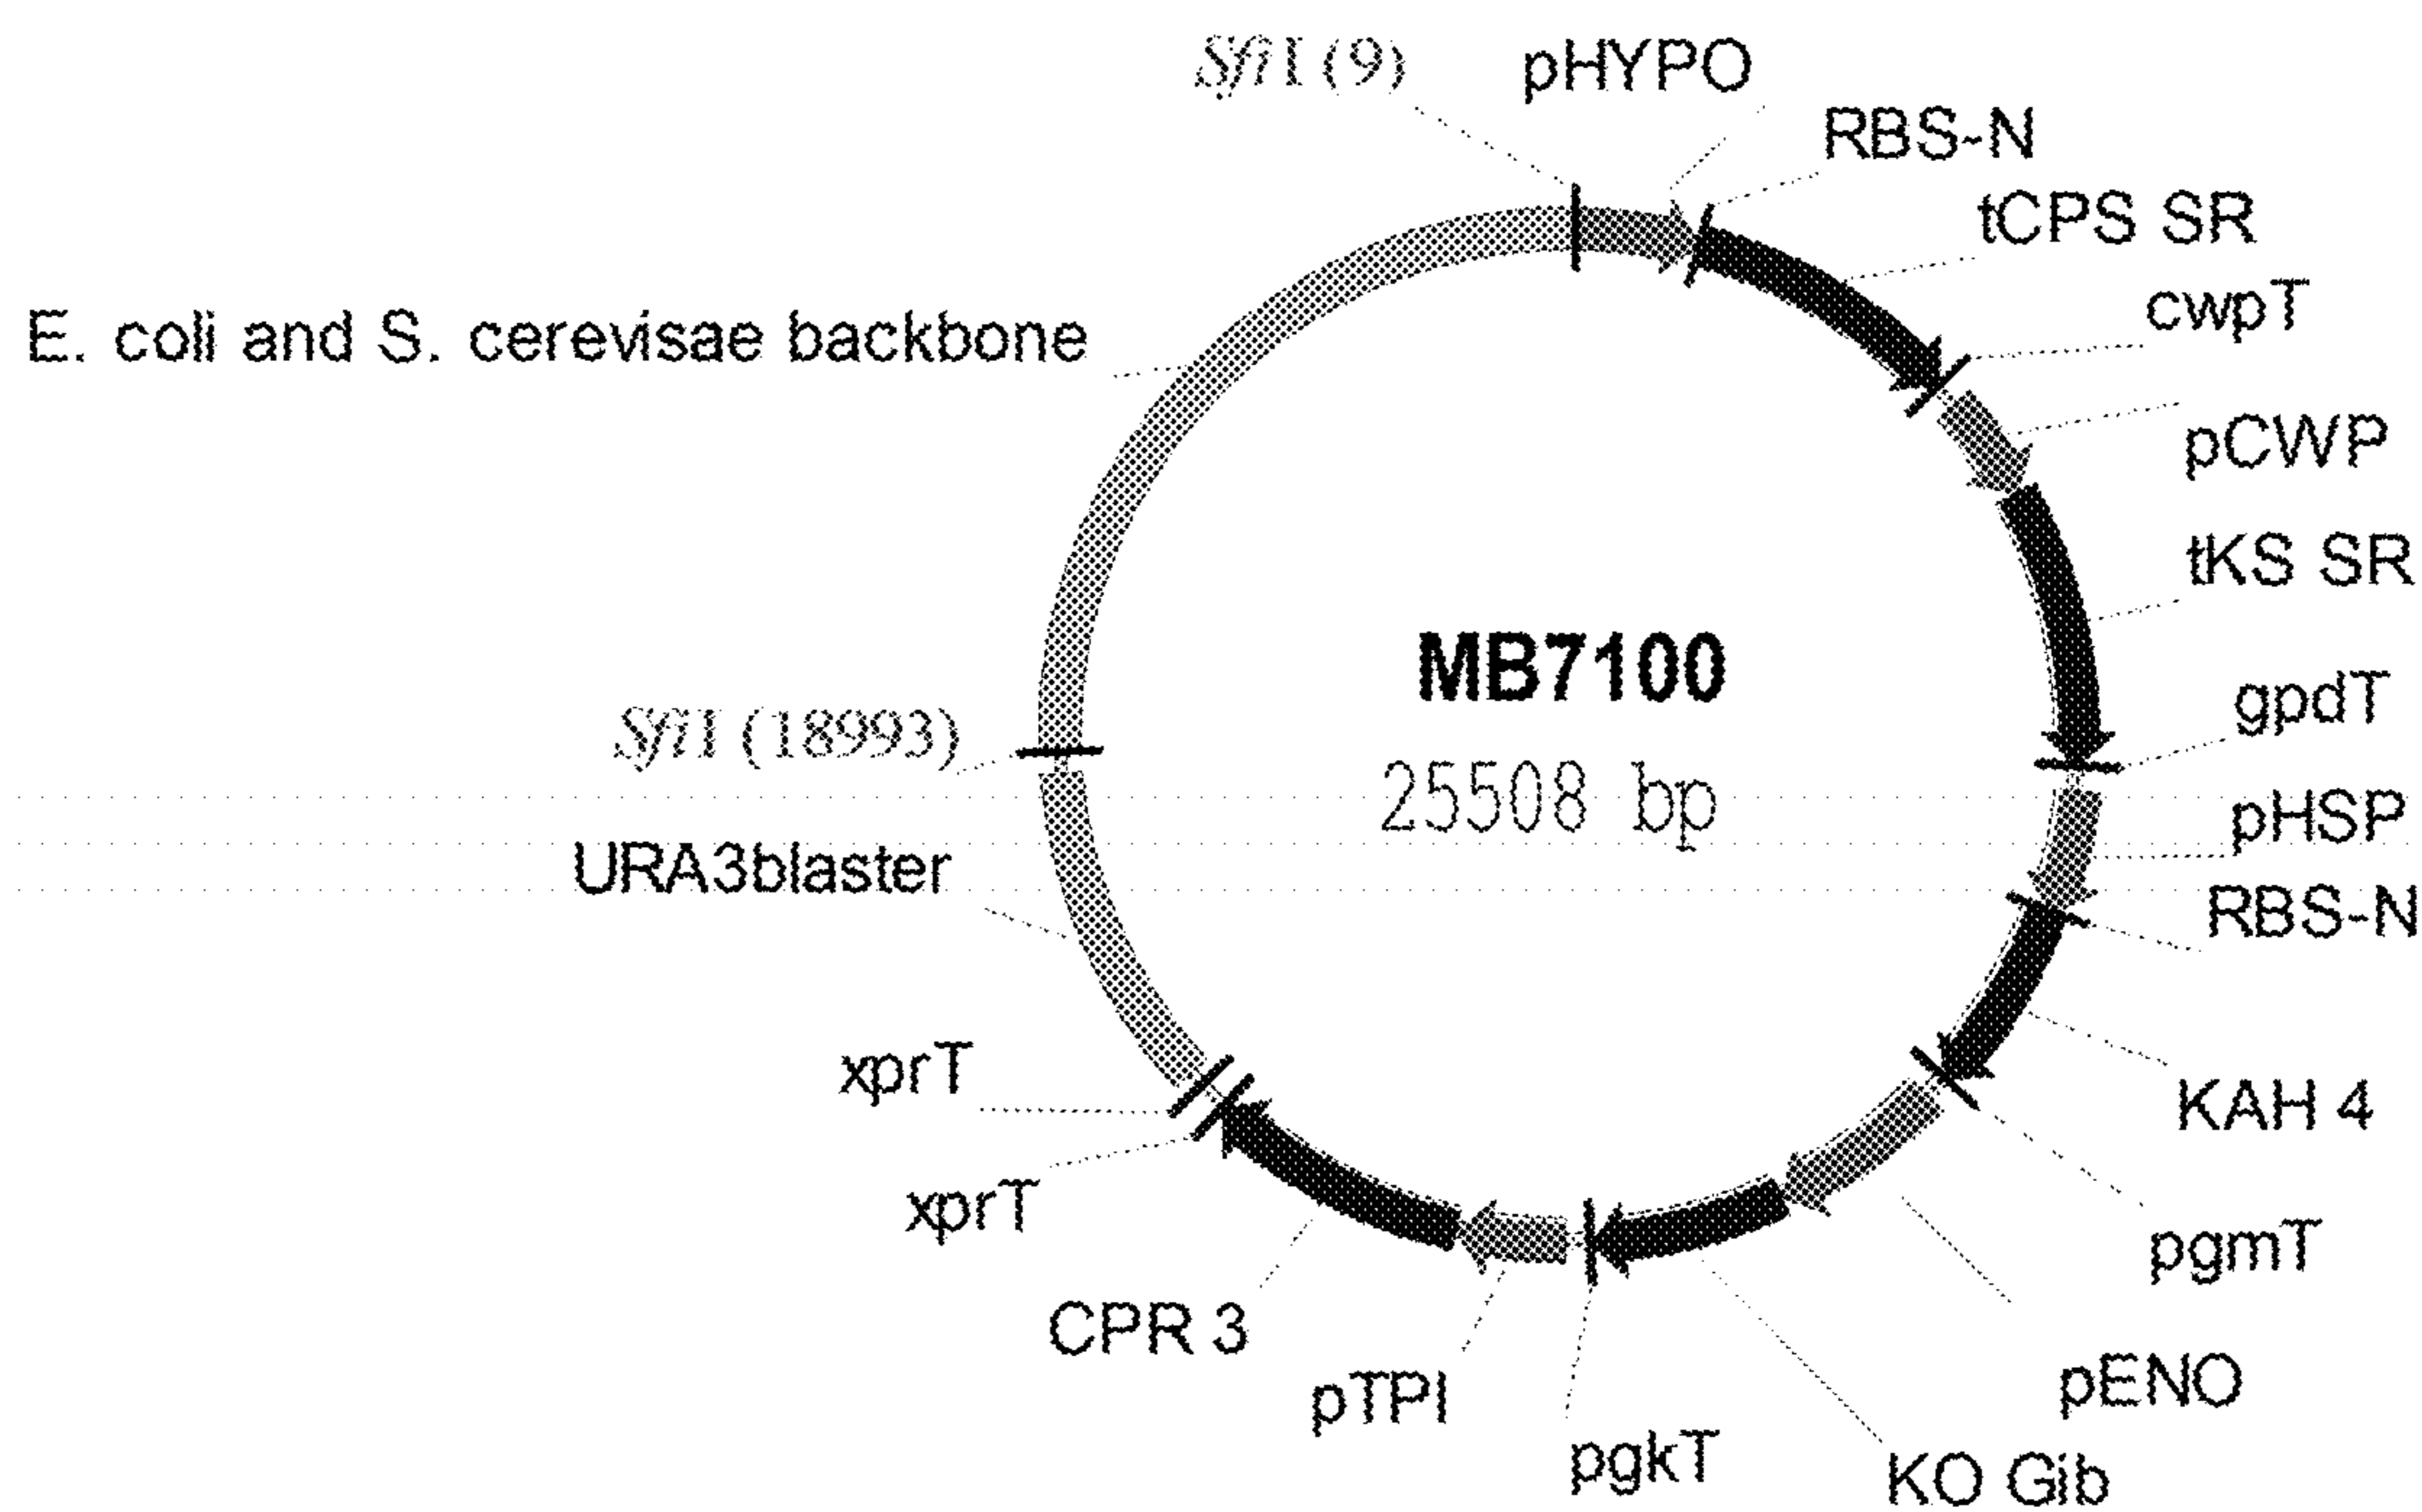 SfiI (9)
pHYPO
RBS-N
tCPS SR
cwpT
E. coli and S. cerevisae backbone
pCWP
tKS SR
MB7100
25508 bp
gpdT
SfiI (18993)
pHSP
URA3blaster
RBS-N
xprT
KAH 4
xprT
pgmT
CPR 3
pENO
pTPI
pgkT
KO Gib